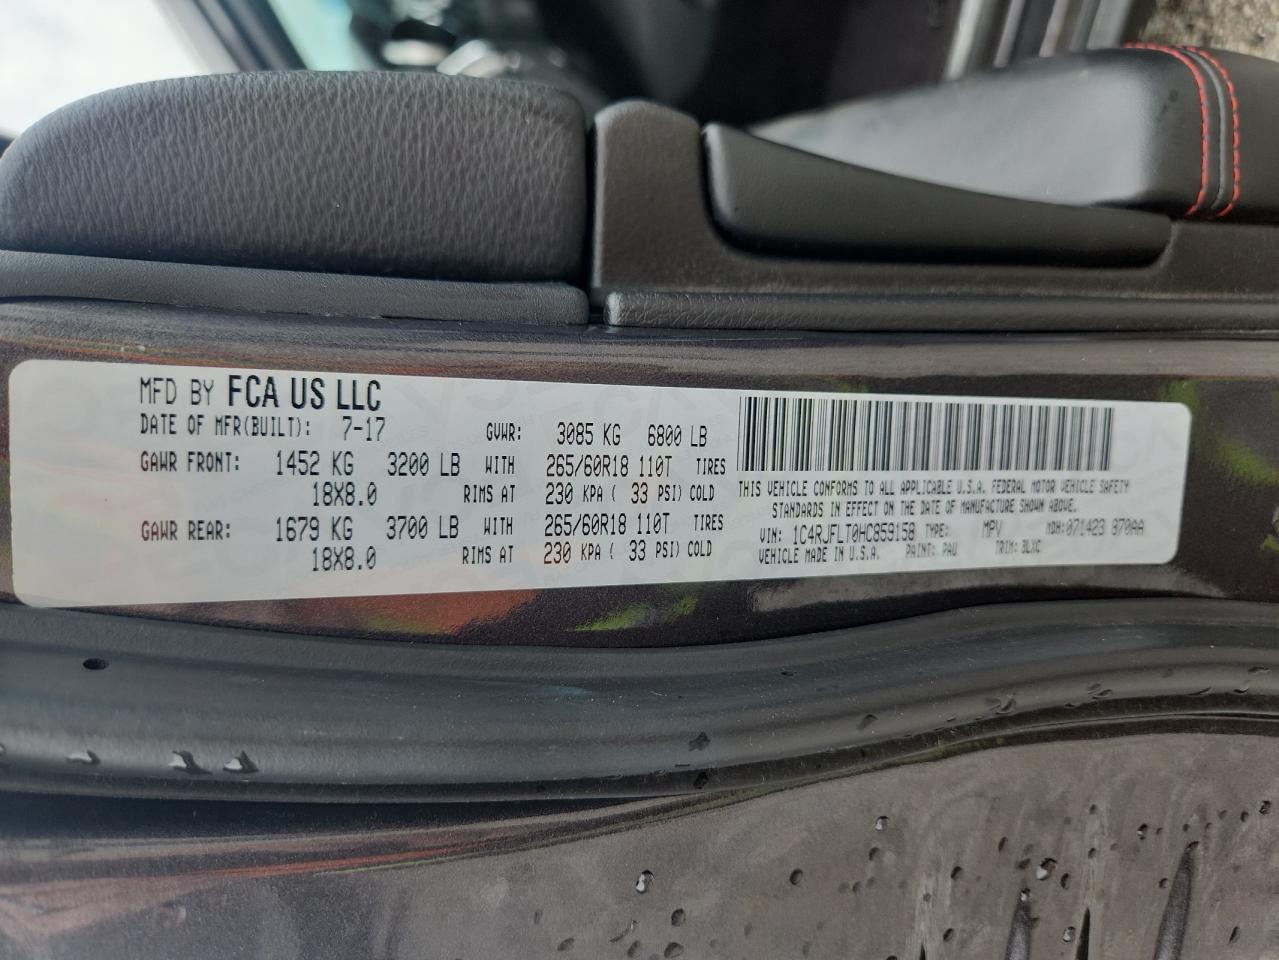 MFD BY FCA US LLC
DATE OF MFR(BUILT): 7-17 GVWR: 3085 KG 6800 LB
GAWR FRONT: 1452 KG 3200 LB WITH 265/60R18 110T TIRES
18X8.0 RIMS AT 230 KPA ( 33 PSI) COLD
GAWR REAR: 1679 KG 3700 LB WITH 265/60R18 110T TIRES
18X8.0 RIMS AT 230 KPA ( 33 PSI) COLD
THIS VEHICLE CONFORMS TO ALL APPLICABLE U.S.A. FEDERAL MOTOR VEHICLE SAFETY
STANDARDS IN EFFECT ON THE DATE OF MANUFACTURE SHOWN ABOVE.
VIN: 1C4RJFLT0HC859158 TYPE: MPV MDH:071423 870AA
VEHICLE MADE IN U.S.A. PAINT: PAU TRIM: BLXC